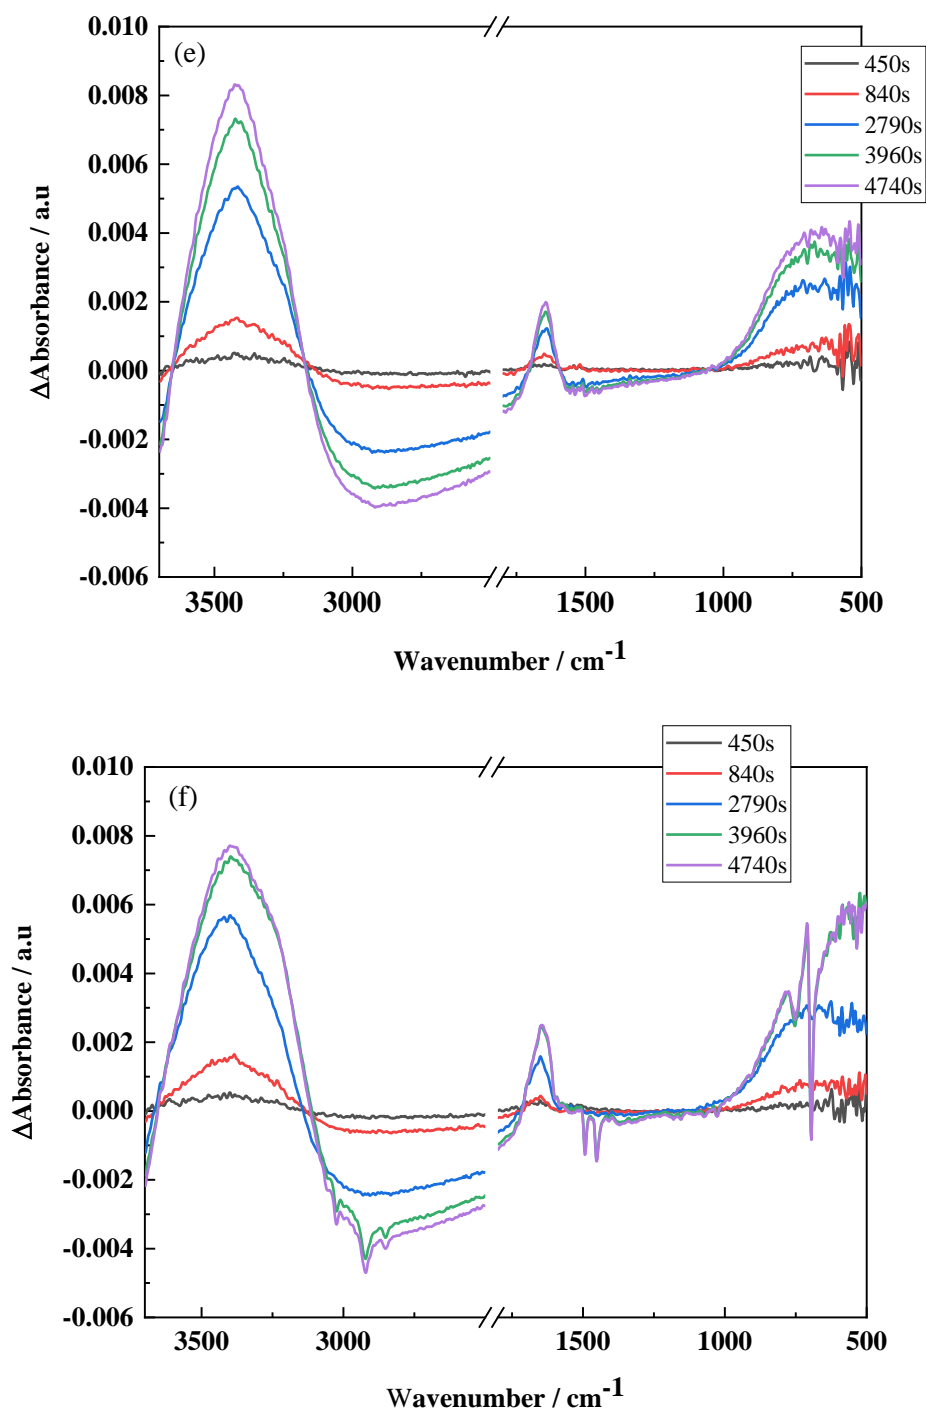 0.010
(e)
450s
0.008
840s
2790s
0.006
3960s
4740s
0.004
0.002
0.000
-0.002
-0.004
-0.006
ΔAbsorbance / a.u
3500 3000 1500 1000 500
Wavenumber / cm-1
450s
0.010
840s
(f)
2790s
0.008
3960s
4740s
0.006
0.004
0.002
0.000
-0.002
-0.004
-0.006
ΔAbsorbance / a.u
3500 3000 1500 1000 500
Wavenumber / cm-1